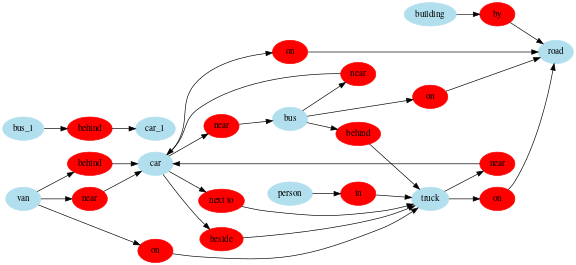 building
by
on
road
near
on
bus_1
behind
car_1
near
bus
behind
behind
car
near
van
near
next to
person
in
truck
on
beside
on